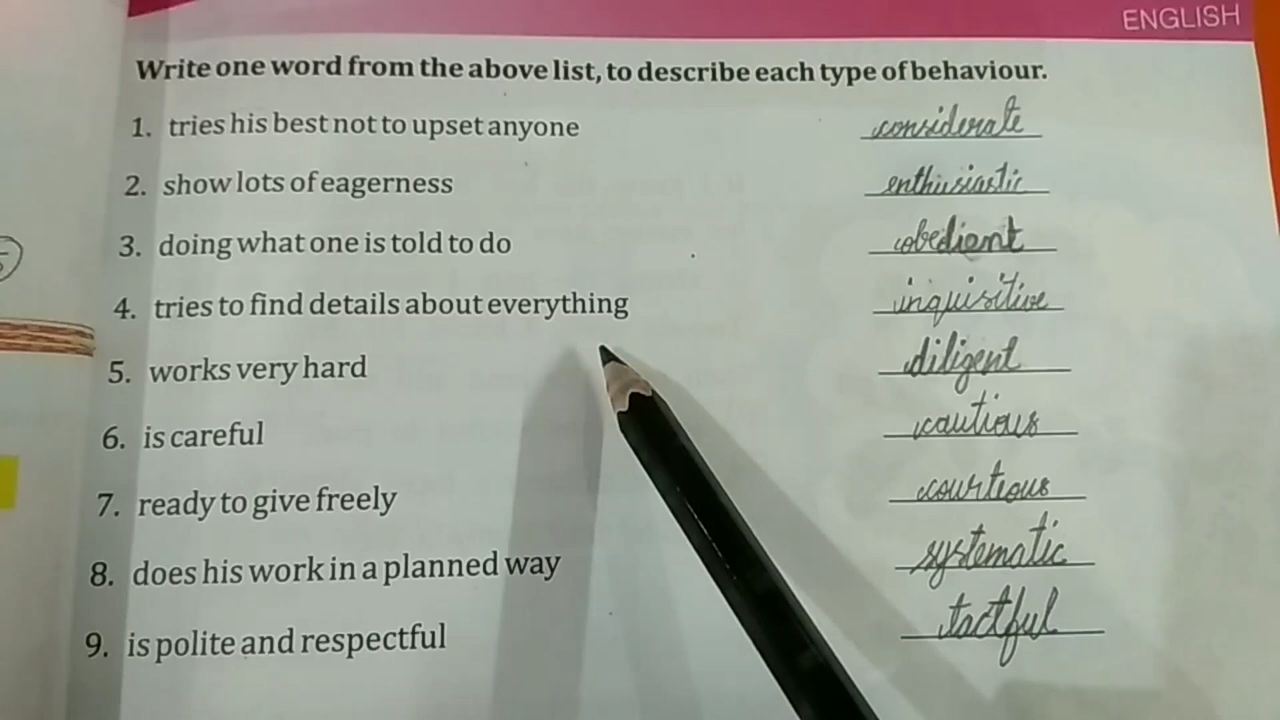 ENGLISH
Write one word from the above list, to describe each type of behaviour.
1. tries his best not to upset anyone considerate
2. show lots of eagerness enthusiastic
3. doing what one is told to do obedient
4. tries to find details about everything inquisitive
5. works very hard diligent
6. is careful cautious
7. ready to give freely courteous
8. does his work in a planned way systematic
9. is polite and respectful tactful